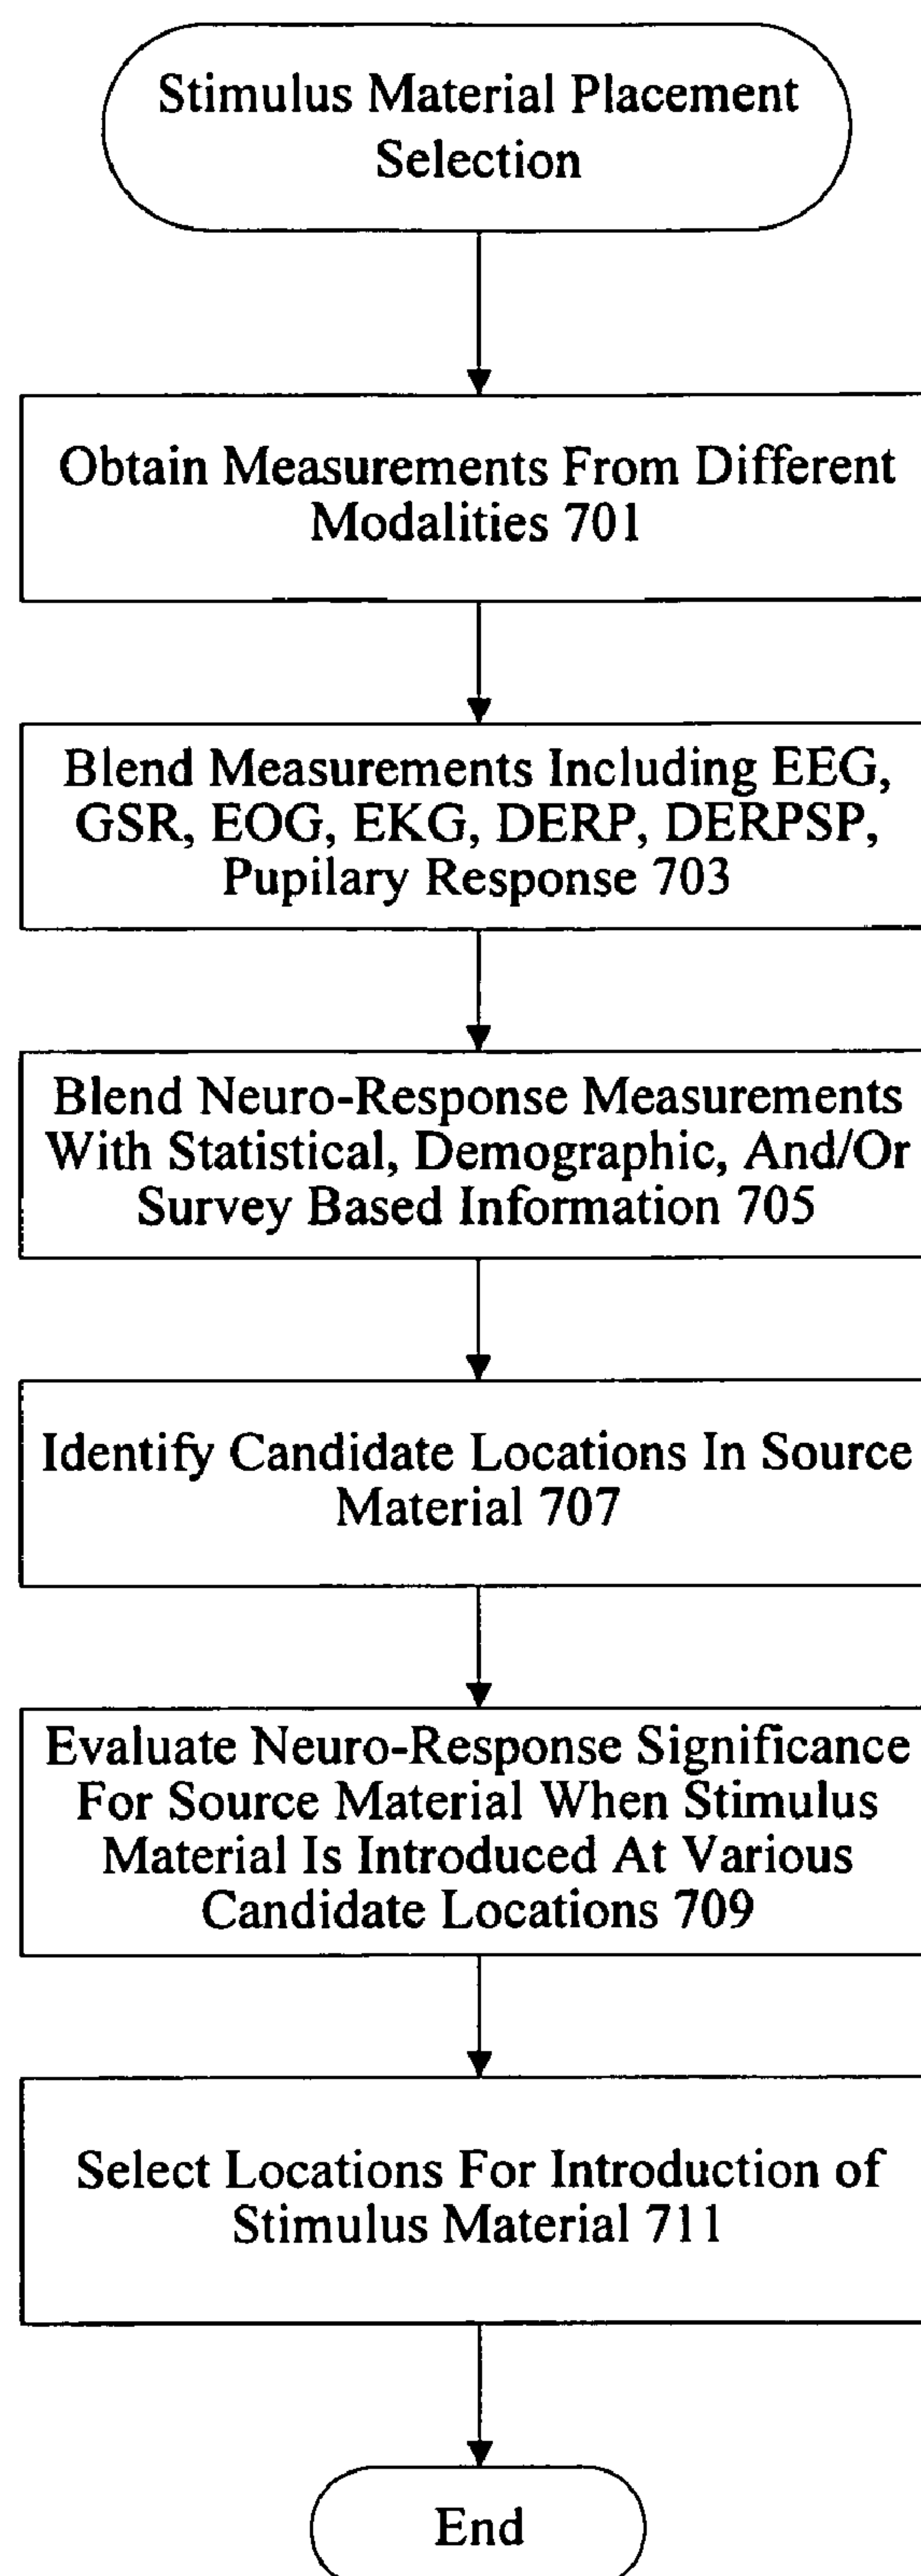 Stimulus Material Placement
Selection
Obtain Measurements From Different
Modalities 701
Blend Measurements Including EEG,
GSR, EOG, EKG, DERP, DERPSP,
Pupilary Response 703
Blend Neuro-Response Measurements
With Statistical, Demographic, And/Or
Survey Based Information 705
Identify Candidate Locations In Source
Material 707
Evaluate Neuro-Response Significance
For Source Material When Stimulus
Material Is Introduced At Various
Candidate Locations 709
Select Locations For Introduction of
Stimulus Material 711
End